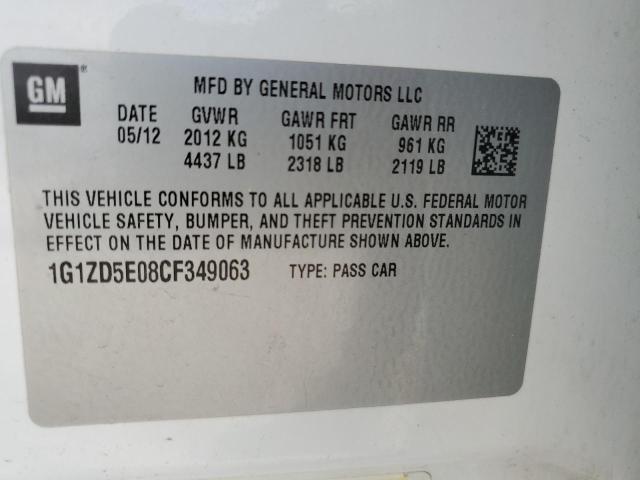 GM®
MFD BY GENERAL MOTORS LLC
DATE GVWR GAWR FRT GAWR RR
05/12 2012 KG 1051 KG 961 KG
4437 LB 2318 LB 2119 LB
THIS VEHICLE CONFORMS TO ALL APPLICABLE U.S. FEDERAL MOTOR
VEHICLE SAFETY, BUMPER, AND THEFT PREVENTION STANDARDS IN
EFFECT ON THE DATE OF MANUFACTURE SHOWN ABOVE.
1G1ZD5E08CF349063 TYPE: PASS CAR